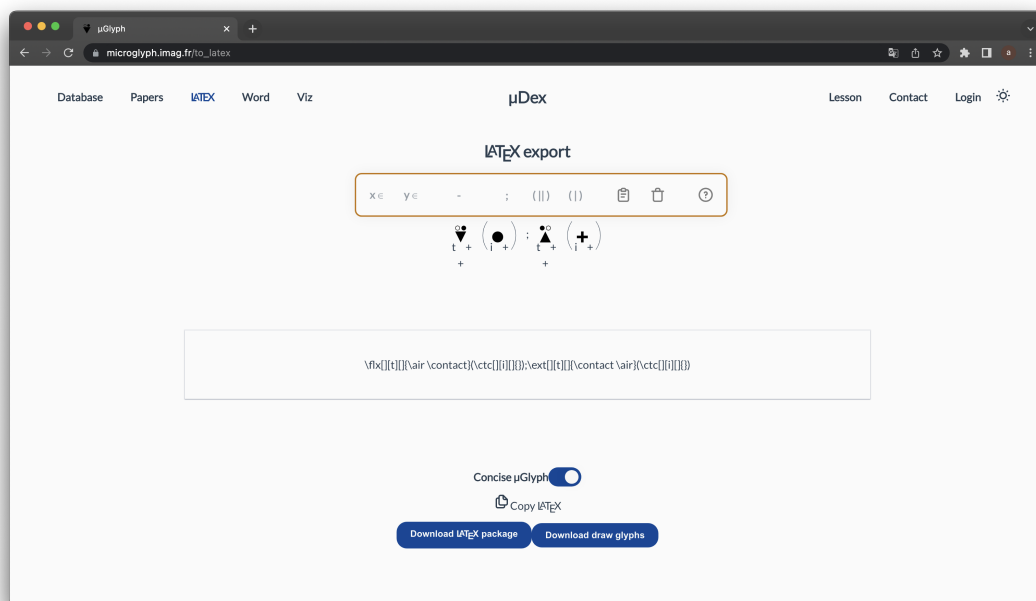 µGlyph
microglyph.imag.fr/to_latex
a
Database Papers LATEX Word Viz µDex Lesson Contact Login
LATEX export
x ∈ y ∈ - ; (||) (|) ?
t + ( i + ) ; t + ( i + )
+ +
\flx[][t][]{\air \contact}(\ctc[][i][]{});\ext[][t][]{\contact \air}(\ctc[][i][]{})
Concise µGlyph
Copy LATEX
Download LATEX package Download draw glyphs